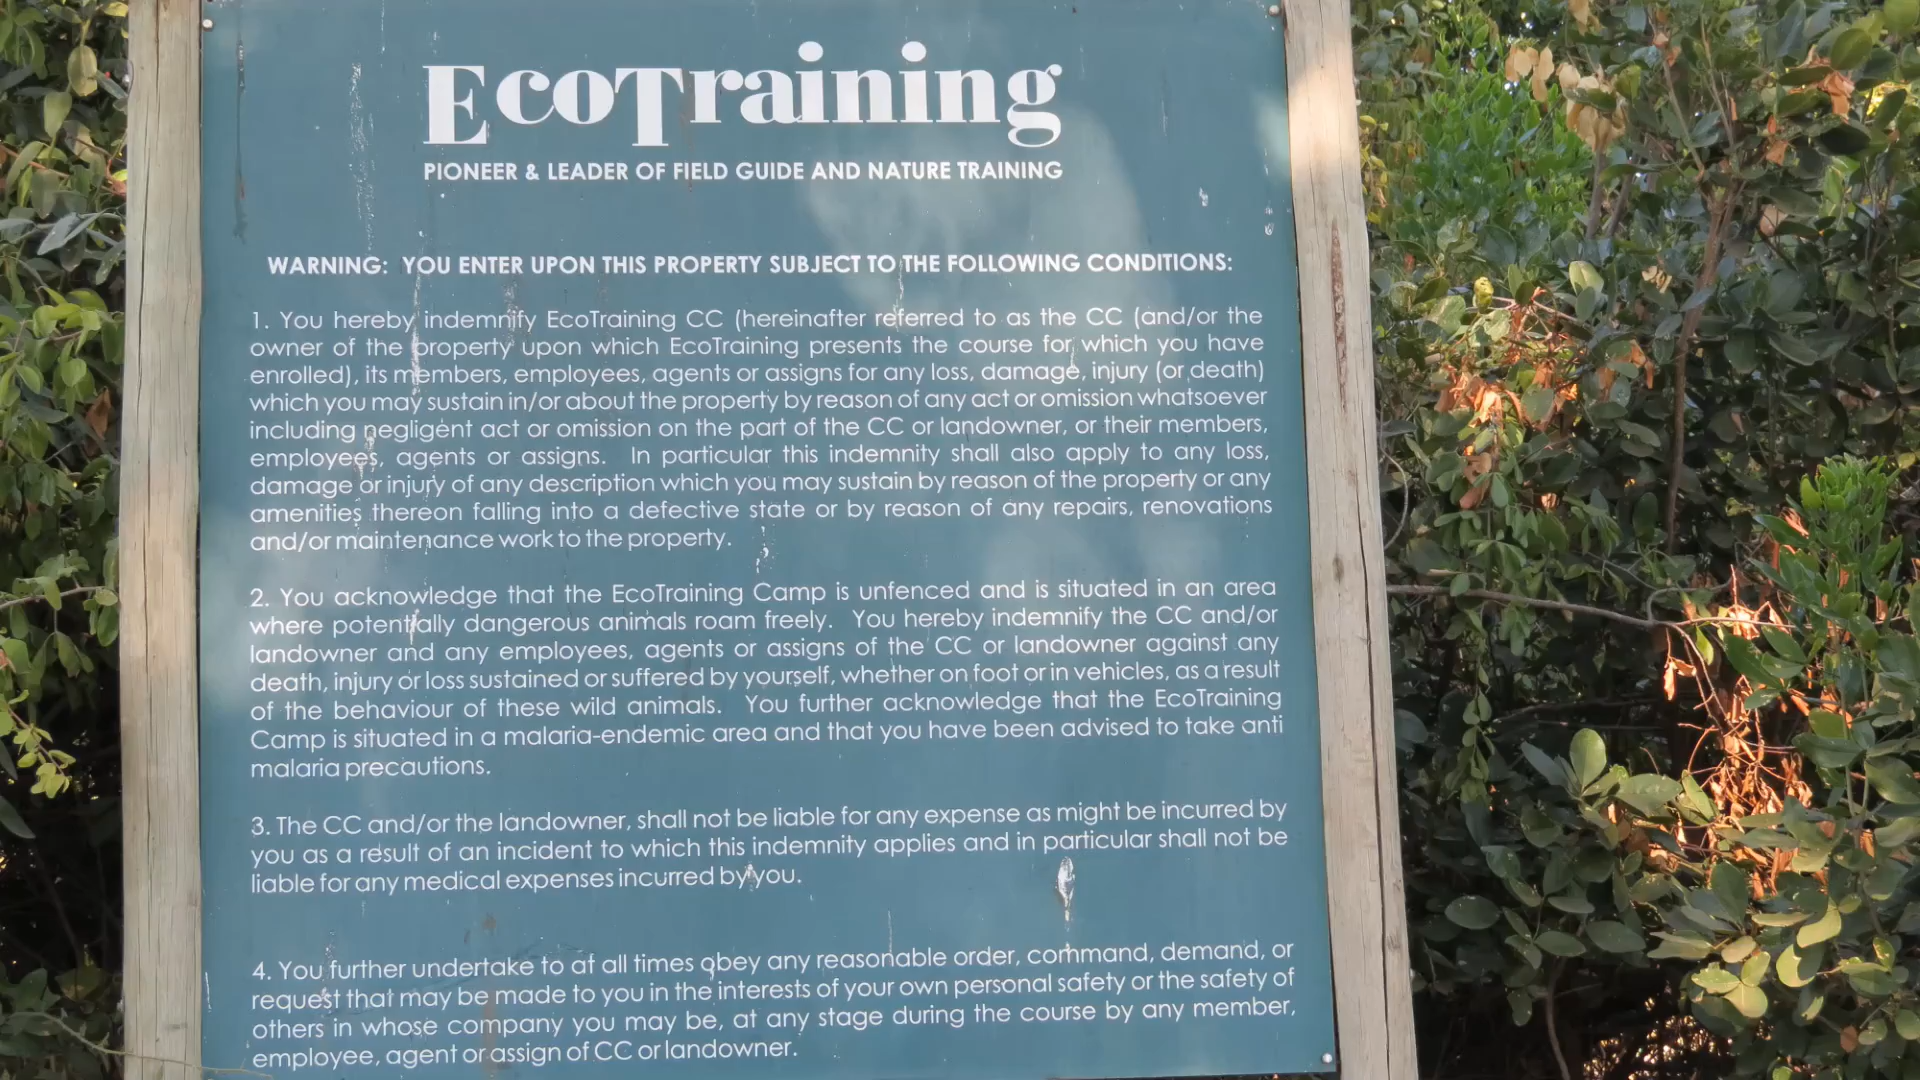 EcoTraining
PIONEER & LEADER OF FIELD GUIDE AND NATURE TRAINING
WARNING: YOU ENTER UPON THIS PROPERTY SUBJECT TO THE FOLLOWING CONDITIONS:
1. You hereby indemnify EcoTraining CC (hereinafter referred to as the CC (and/or the
owner of the property upon which EcoTraining presents the course for which you have
enrolled), its members, employees, agents or assigns for any loss, damage, injury (or death)
which you may sustain in/or about the property by reason of any act or omission whatsoever
including negligent act or omission on the part of the CC or landowner, or their members,
employees, agents or assigns. In particular this indemnity shall also apply to any loss,
damage or injury of any description which you may sustain by reason of the property or any
amenities thereon falling into a defective state or by reason of any repairs, renovations
and/or maintenance work to the property.
2. You acknowledge that the EcoTraining Camp is unfenced and is situated in an area
where potentially dangerous animals roam freely. You hereby indemnify the CC and/or
landowner and any employees, agents or assigns of the CC or landowner against any
death, injury or loss sustained or suffered by yourself, whether on foot or in vehicles, as a result
of the behaviour of these wild animals. You further acknowledge that the EcoTraining
Camp is situated in a malaria-endemic area and that you have been advised to take anti
malaria precautions.
3. The CC and/or the landowner, shall not be liable for any expense as might be incurred by
you as a result of an incident to which this indemnity applies and in particular shall not be
liable for any medical expenses incurred by you.
4. You further undertake to at all times obey any reasonable order, command, demand, or
request that may be made to you in the interests of your own personal safety or the safety of
others in whose company you may be, at any stage during the course by any member,
employee, agent or assign of CC or landowner.